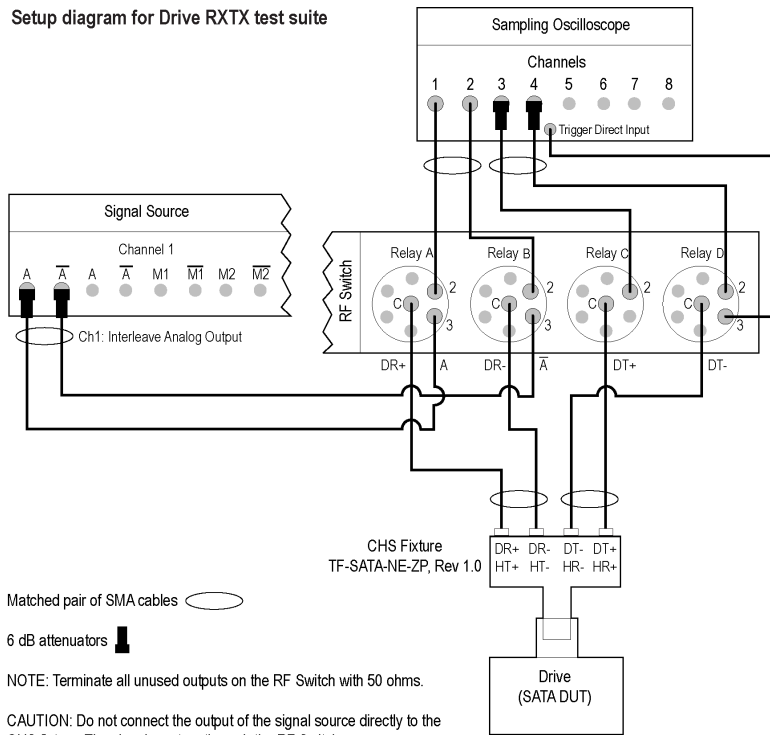 Setup diagram for Drive RXTX test suite
Sampling Oscilloscope
Channels
1 2 3 4 5 6 7 8
Trigger Direct Input
Signal Source
Channel 1
A A̅ A A̅ M1 M̅1̅ M2 M̅2̅
Ch1: Interleave Analog Output
RF Switch
Relay A Relay B Relay C Relay D
C 2 C 2 C 2 C 2
3 3 3
DR+ A DR- A̅ DT+ DT-
CHS Fixture
TF-SATA-NE-ZP, Rev 1.0
DR+ DR- DT- DT+
HT+ HT- HR- HR+
Drive
(SATA DUT)
Matched pair of SMA cables
6 dB attenuators
NOTE: Terminate all unused outputs on the RF Switch with 50 ohms.
CAUTION: Do not connect the output of the signal source directly to the